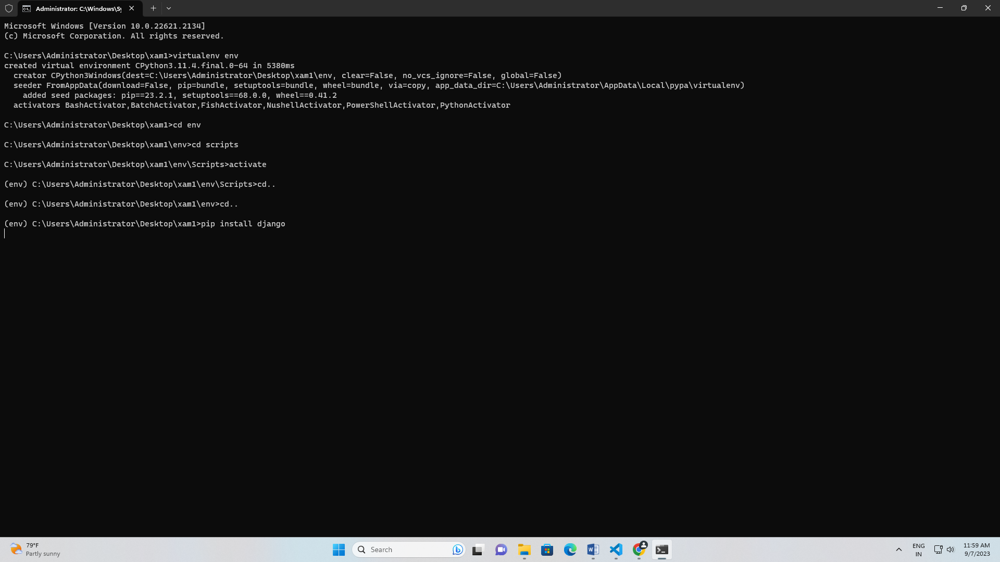 Administrator: C:\Windows\Sy
Microsoft Windows [Version 10.0.22621.2134]
(c) Microsoft Corporation. All rights reserved.
C:\Users\Administrator\Desktop\xam1>virtualenv env
created virtual environment CPython3.11.4.final.0-64 in 5380ms
  creator CPython3Windows(dest=C:\Users\Administrator\Desktop\xam1\env, clear=False, no_vcs_ignore=False, global=False)
  seeder FromAppData(download=False, pip=bundle, setuptools=bundle, wheel=bundle, via=copy, app_data_dir=C:\Users\Administrator\AppData\Local\pypa\virtualenv)
    added seed packages: pip==23.2.1, setuptools==68.0.0, wheel==0.41.2
  activators BashActivator,BatchActivator,FishActivator,NushellActivator,PowerShellActivator,PythonActivator
C:\Users\Administrator\Desktop\xam1>cd env
C:\Users\Administrator\Desktop\xam1\env>cd scripts
C:\Users\Administrator\Desktop\xam1\env\Scripts>activate
(env) C:\Users\Administrator\Desktop\xam1\env\Scripts>cd..
(env) C:\Users\Administrator\Desktop\xam1\env>cd..
(env) C:\Users\Administrator\Desktop\xam1>pip install django
79°F
Partly sunny
Search
ENG
IN
11:59 AM
9/7/2023